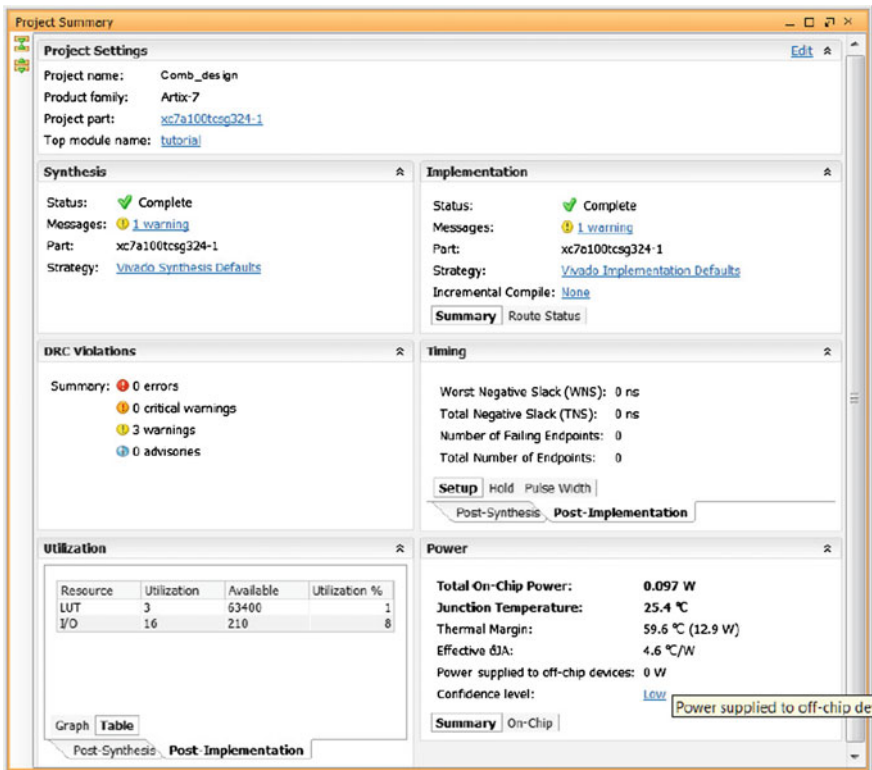 Project Summary
Project Settings Edit
Project name: Comb_design
Product family: Artix-7
Project part: xc7a100tcsg324-1
Top module name: tutorial
Synthesis
Status: Complete
Messages: 1 warning
Part: xc7a100tcsg324-1
Strategy: Vivado Synthesis Defaults
Implementation
Status: Complete
Messages: 1 warning
Part: xc7a100tcsg324-1
Strategy: Vivado Implementation Defaults
Incremental Compile: None
Summary Route Status
DRC Violations
Summary: 0 errors
0 critical warnings
3 warnings
0 advisories
Timing
Worst Negative Slack (WNS): 0 ns
Total Negative Slack (TNS): 0 ns
Number of Failing Endpoints: 0
Total Number of Endpoints: 0
Setup Hold Pulse Width
Post-Synthesis Post-Implementation
Utilization
Resource Utilization Available Utilization %
LUT 3 63400 1
I/O 16 210 8
Graph Table
Post-Synthesis Post-Implementation
Power
Total On-Chip Power: 0.097 W
Junction Temperature: 25.4 °C
Thermal Margin: 59.6 °C (12.9 W)
Effective ϑJA: 4.6 °C/W
Power supplied to off-chip devices: 0 W
Confidence level: Low
Power supplied to off-chip de
Summary On-Chip